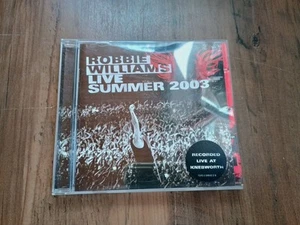 ROBBIE
WILLIAMS
LIVE
SUMMER 2003
RECORDED
LIVE AT
KNEBWORTH